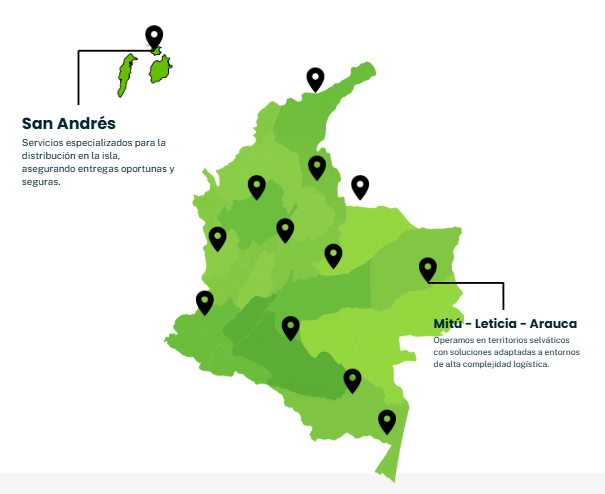 San Andrés
Servicios especializados para la
distribución en la isla,
asegurando entregas oportunas y
seguras.
Mitú – Leticia – Arauca
Operamos en territorios selváticos
con soluciones adaptadas a entornos
de alta complejidad logística.